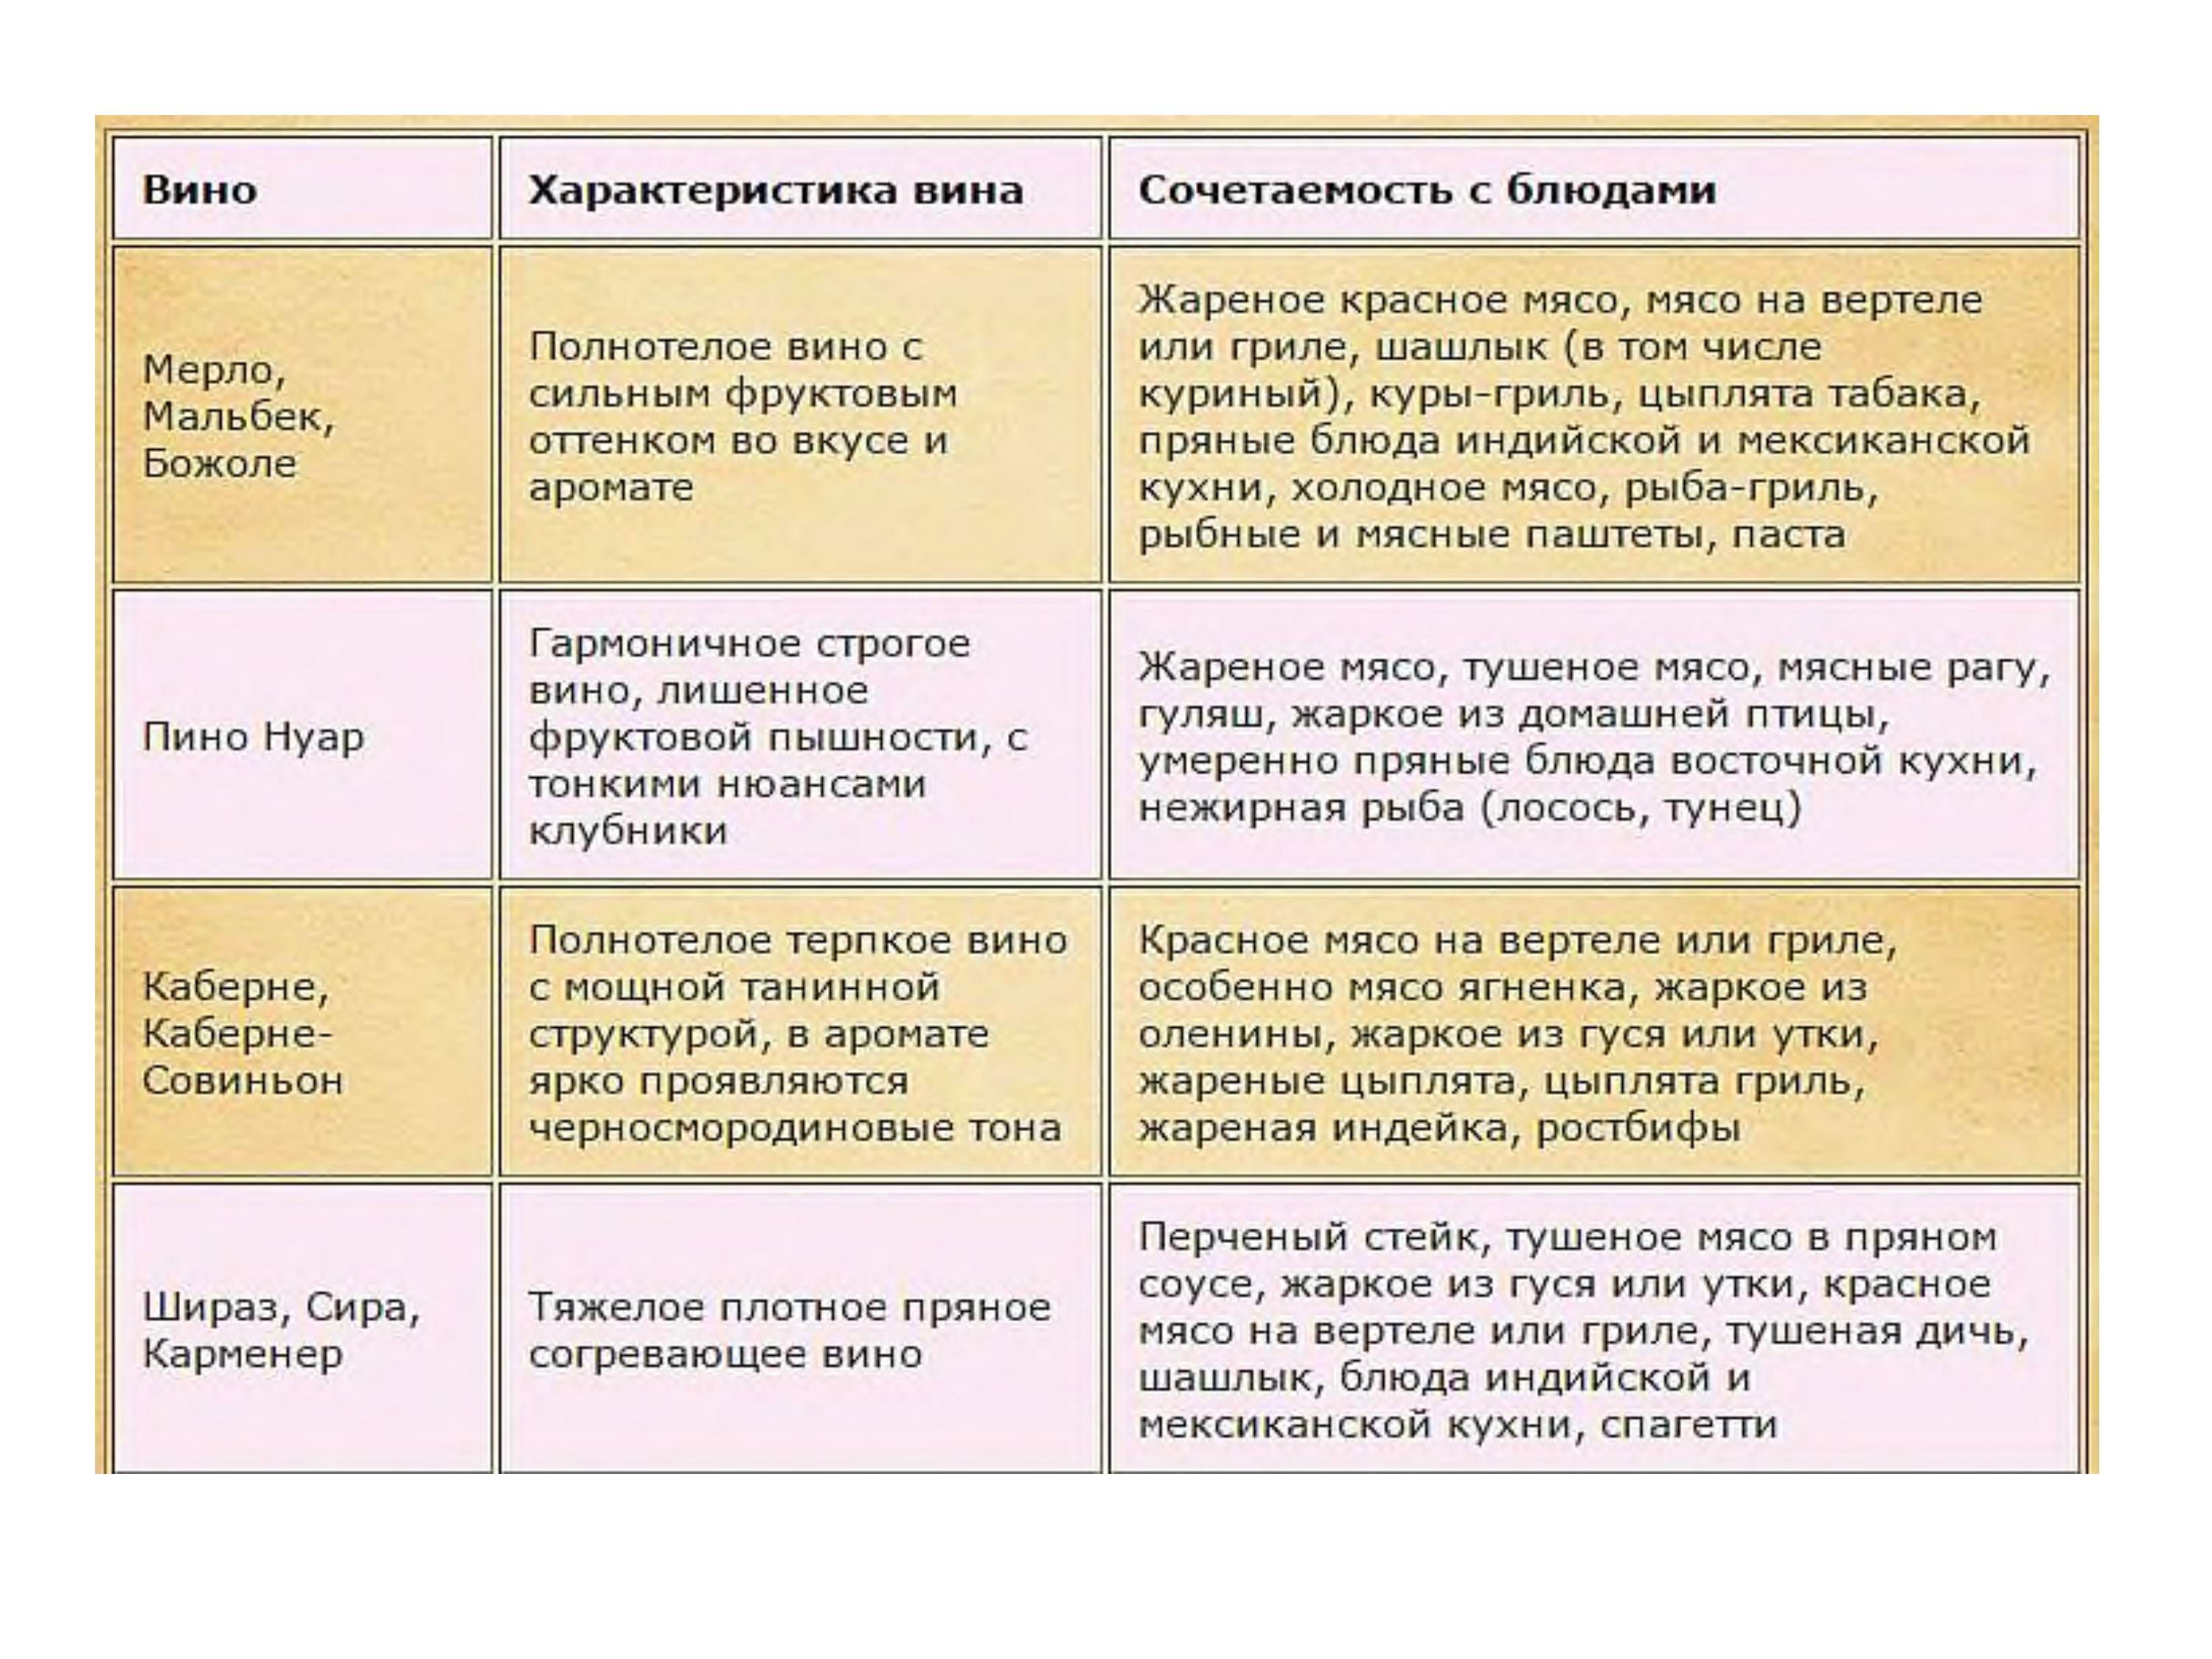 Вино
Характеристика вина
Сочетаемость с блюдами
Мерло,
Мальбек,
Божоле
Полнотелое вино с
сильным фруктовым
оттенком во вкусе и
аромате
Жареное красное мясо, мясо на вертеле
или гриле, шашлык (в том числе
куриный), куры-гриль, цыплята табака,
пряные блюда индийской и мексиканской
кухни, холодное мясо, рыба-гриль,
рыбные и мясные паштеты, паста
Пино Нуар
Гармоничное строгое
вино, лишенное
фруктовой пышности, с
тонкими нюансами
клубники
Жареное мясо, тушеное мясо, мясные рагу,
гуляш, жаркое из домашней птицы,
умеренно пряные блюда восточной кухни,
нежирная рыба (лосось, тунец)
Каберне,
Каберне-
Совиньон
Полнотелое терпкое вино
с мощной танинной
структурой, в аромате
ярко проявляются
черносмородиновые тона
Красное мясо на вертеле или гриле,
особенно мясо ягненка, жаркое из
оленины, жаркое из гуся или утки,
жареные цыплята, цыплята гриль,
жареная индейка, ростбифы
Шираз, Сира,
Карменер
Тяжелое плотное пряное
согревающее вино
Перченый стейк, тушеное мясо в пряном
соусе, жаркое из гуся или утки, красное
мясо на вертеле или гриле, тушеная дичь,
шашлык, блюда индийской и
мексиканской кухни, спагетти